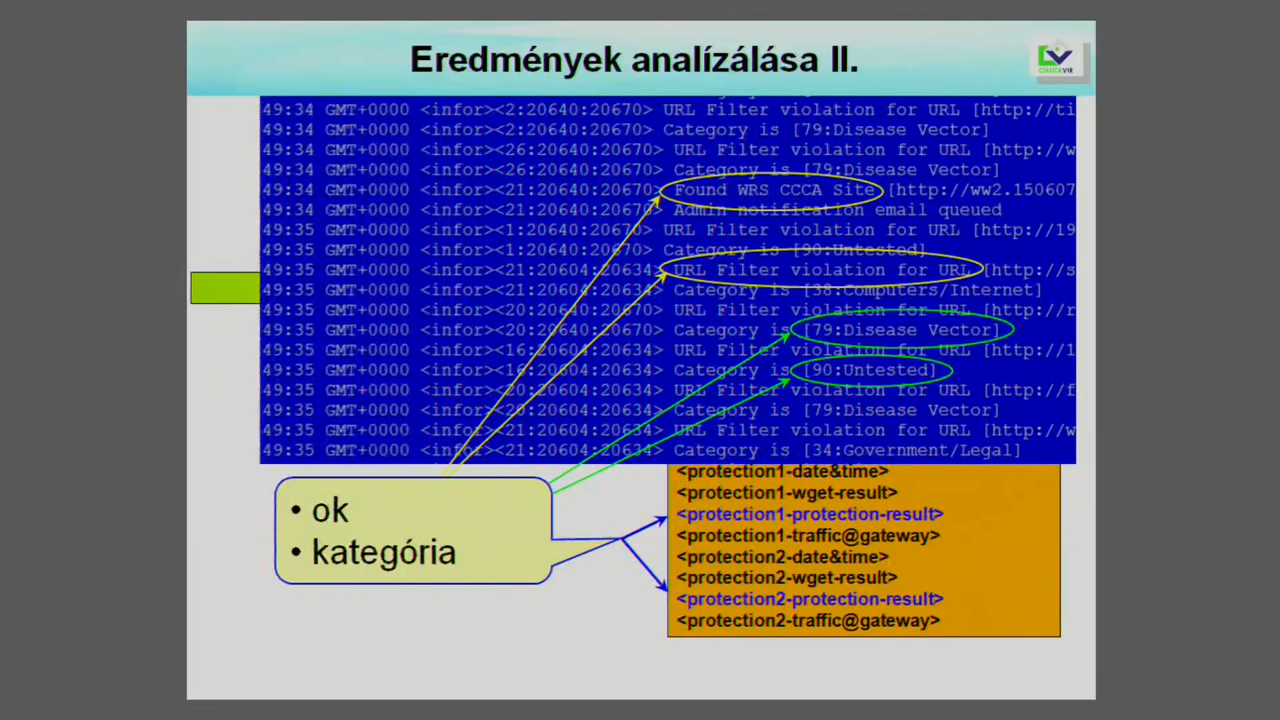 Eredmények analízálása II.
CHECKVIR
49:34 GMT+0000 <infor><2:20640:20670> URL Filter violation for URL [http://ti
49:34 GMT+0000 <infor><2:20640:20670> Category is [79:Disease Vector]
49:34 GMT+0000 <infor><26:20640:20670> URL Filter violation for URL [http://w
49:34 GMT+0000 <infor><26:20640:20670> Category is [79:Disease Vector]
49:34 GMT+0000 <infor><21:20640:20670> Found WRS CCCA Site [http://ww2.150607
49:34 GMT+0000 <infor><21:20640:20670> Admin notification email queued
49:35 GMT+0000 <infor><1:20640:20670> URL Filter violation for URL [http://19
49:35 GMT+0000 <infor><1:20640:20670> Category is [90:Untested]
49:35 GMT+0000 <infor><21:20604:20634> URL Filter violation for URL [http://s
49:35 GMT+0000 <infor><21:20604:20634> Category is [38:Computers/Internet]
49:35 GMT+0000 <infor><20:20640:20670> URL Filter violation for URL [http://r
49:35 GMT+0000 <infor><20:20640:20670> Category is [79:Disease Vector]
49:35 GMT+0000 <infor><16:20604:20634> URL Filter violation for URL [http://1
49:35 GMT+0000 <infor><16:20604:20634> Category is [90:Untested]
49:35 GMT+0000 <infor><20:20604:20634> URL Filter violation for URL [http://f
49:35 GMT+0000 <infor><20:20604:20634> Category is [79:Disease Vector]
49:35 GMT+0000 <infor><21:20604:20634> URL Filter violation for URL [http://w
49:35 GMT+0000 <infor><21:20604:20634> Category is [34:Government/Legal]
• ok
• kategória
<protection1-date&time>
<protection1-wget-result>
<protection1-protection-result>
<protection1-traffic@gateway>
<protection2-date&time>
<protection2-wget-result>
<protection2-protection-result>
<protection2-traffic@gateway>